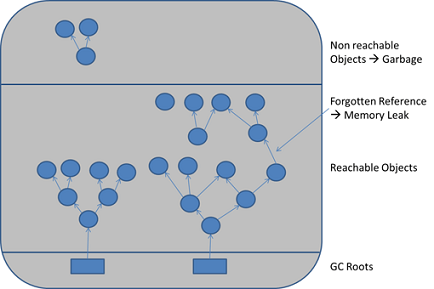 Non reachable
Objects → Garbage
Forgotten Reference
→ Memory Leak
Reachable Objects
GC Roots